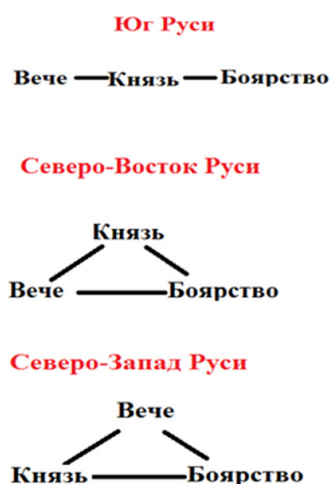 Юг Руси
Вече Князь Боярство
Северо-Восток Руси
Князь
Вече Боярство
Северо-Запад Руси
Вече
Князь Боярство